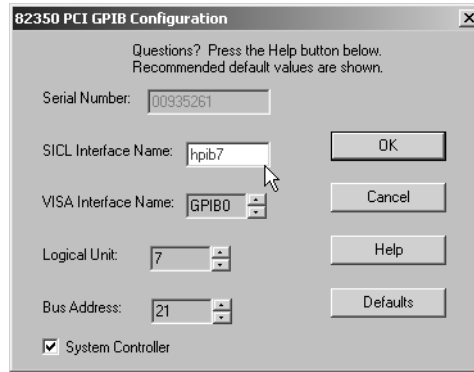 82350 PCI GPIB Configuration
Questions? Press the Help button below.
Recommended default values are shown.
Serial Number: 00935261
SICL Interface Name: hpib7
OK
VISA Interface Name: GPIB0
Cancel
Logical Unit: 7
Help
Bus Address: 21
Defaults
System Controller